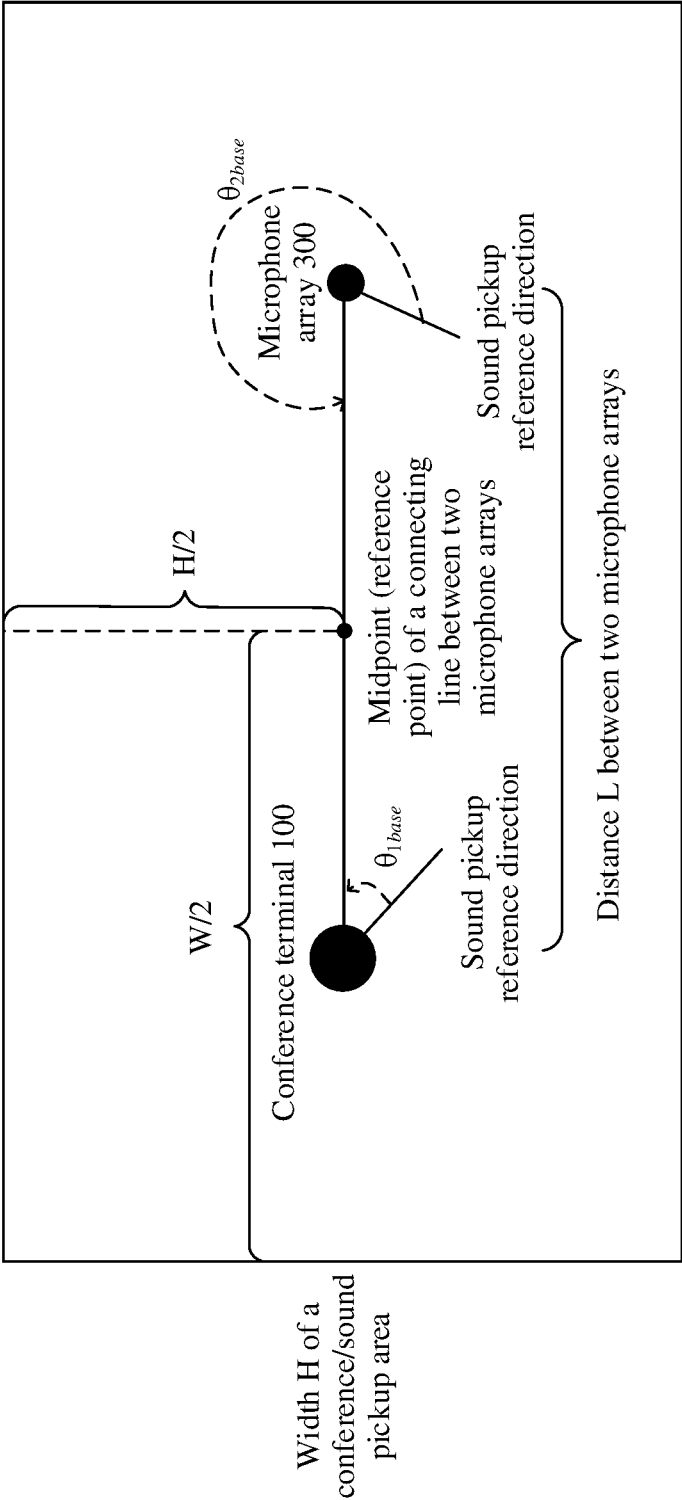 Width H of a
conference/sound
pickup area
W/2
H/2
Conference terminal 100
θ1base
Sound pickup
reference direction
Midpoint (reference
point) of a connecting
line between two
microphone arrays
Microphone
array 300
θ2base
Sound pickup
reference direction
Distance L between two microphone arrays